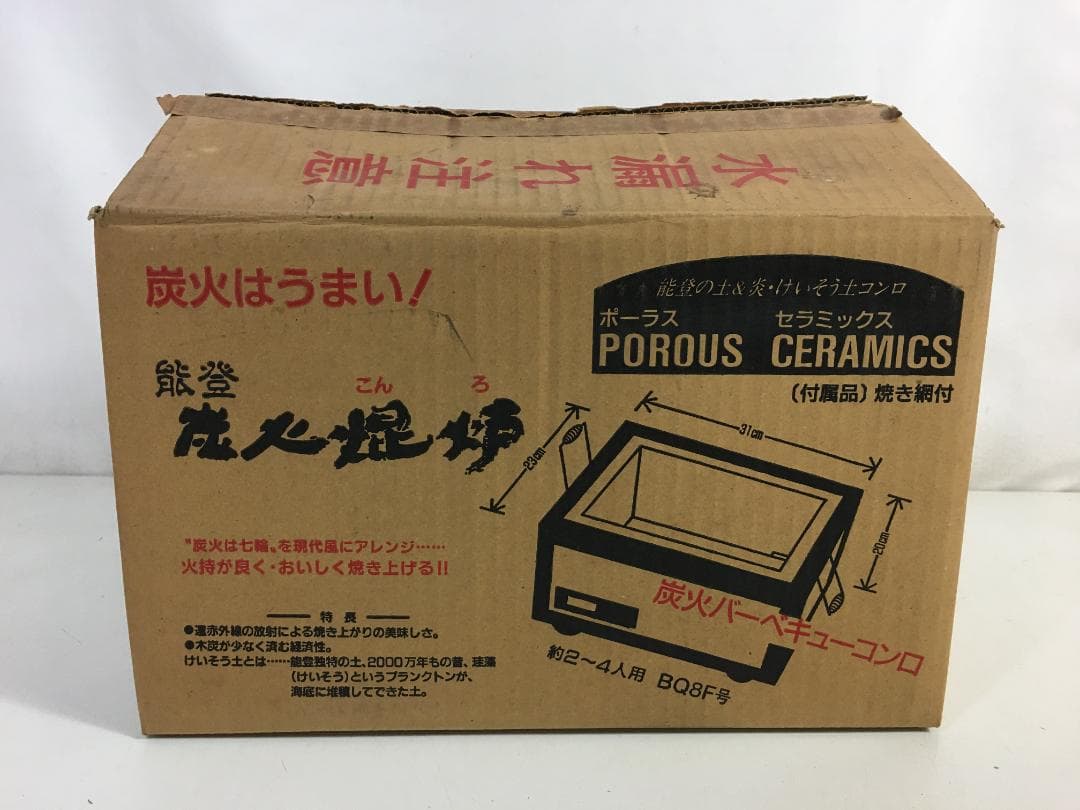 水漏れ注意
炭火はうまい!
能登の土&炎・けいそう土コンロ
ポーラス セラミックス
POROUS CERAMICS
(付属品) 焼き網付
能登
こん ろ
炭火焜炉
31cm
23cm
20cm
"炭火は七輪〟を現代風にアレンジ……
火持が良く・おいしく焼き上げる!!
特長
●遠赤外線の放射による焼き上がりの美味しさ。
●木炭が少なく済む経済性。
けいそう土とは……能登独特の土、2000万年もの昔、珪藻
(けいそう)というプランクトンが、
海底に堆積してできた土。
炭火バーベキューコンロ
約2〜4人用 BQ8F号